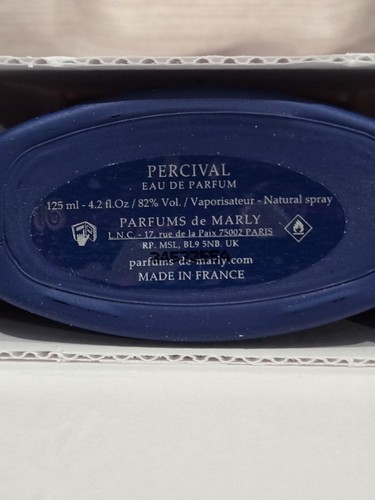 PERCIVAL
EAU DE PARFUM
125 ml - 4.2 fl.Oz / 82% Vol. / Vaporisateur - Natural spray
PARFUMS de MARLY
I.N.C. - 17, rue de la Paix 75002 PARIS
RP. MSL, BL9 5NB. UK
parfums-de-marly.com
MADE IN FRANCE